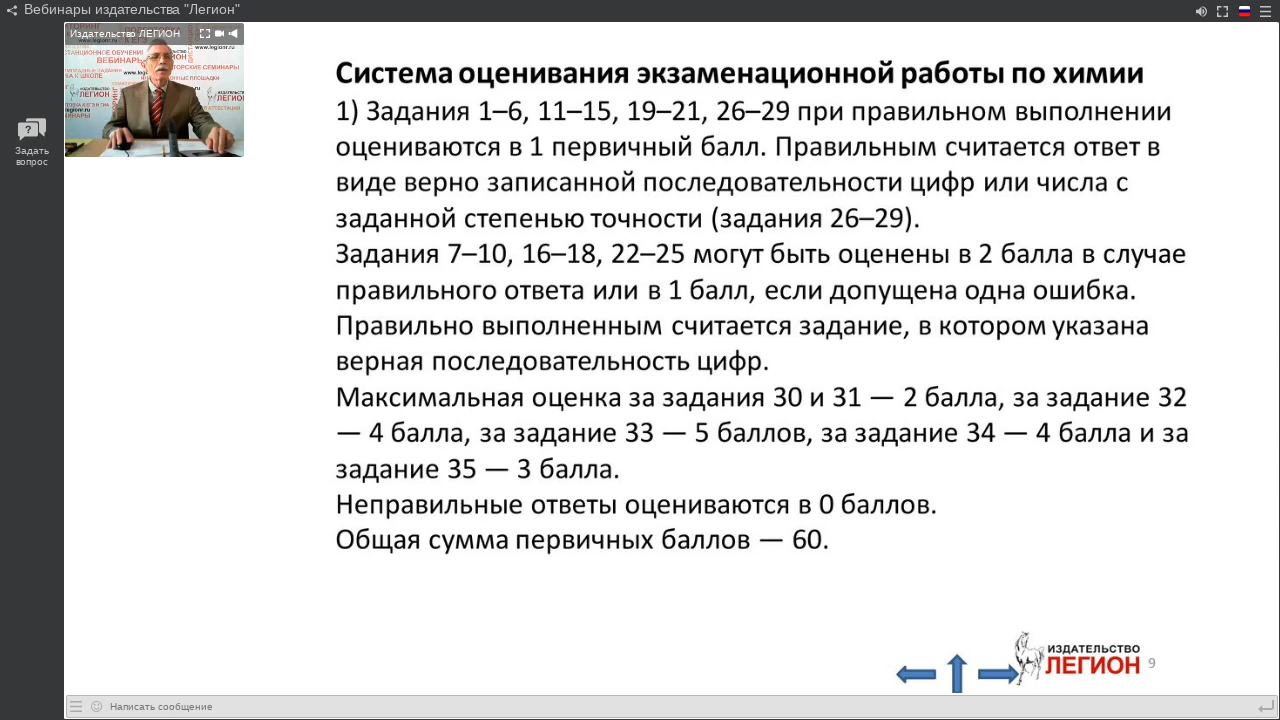 Вебинары издательства "Легион"
Издательство ЛЕГИОН
www.legionr.ru
Задать
вопрос
Система оценивания экзаменационной работы по химии
1) Задания 1–6, 11–15, 19–21, 26–29 при правильном выполнении
оцениваются в 1 первичный балл. Правильным считается ответ в
виде верно записанной последовательности цифр или числа с
заданной степенью точности (задания 26–29).
Задания 7–10, 16–18, 22–25 могут быть оценены в 2 балла в случае
правильного ответа или в 1 балл, если допущена одна ошибка.
Правильно выполненным считается задание, в котором указана
верная последовательность цифр.
Максимальная оценка за задания 30 и 31 — 2 балла, за задание 32
— 4 балла, за задание 33 — 5 баллов, за задание 34 — 4 балла и за
задание 35 — 3 балла.
Неправильные ответы оцениваются в 0 баллов.
Общая сумма первичных баллов — 60.
ИЗДАТЕЛЬСТВО
ЛЕГИОН
9
Написать сообщение